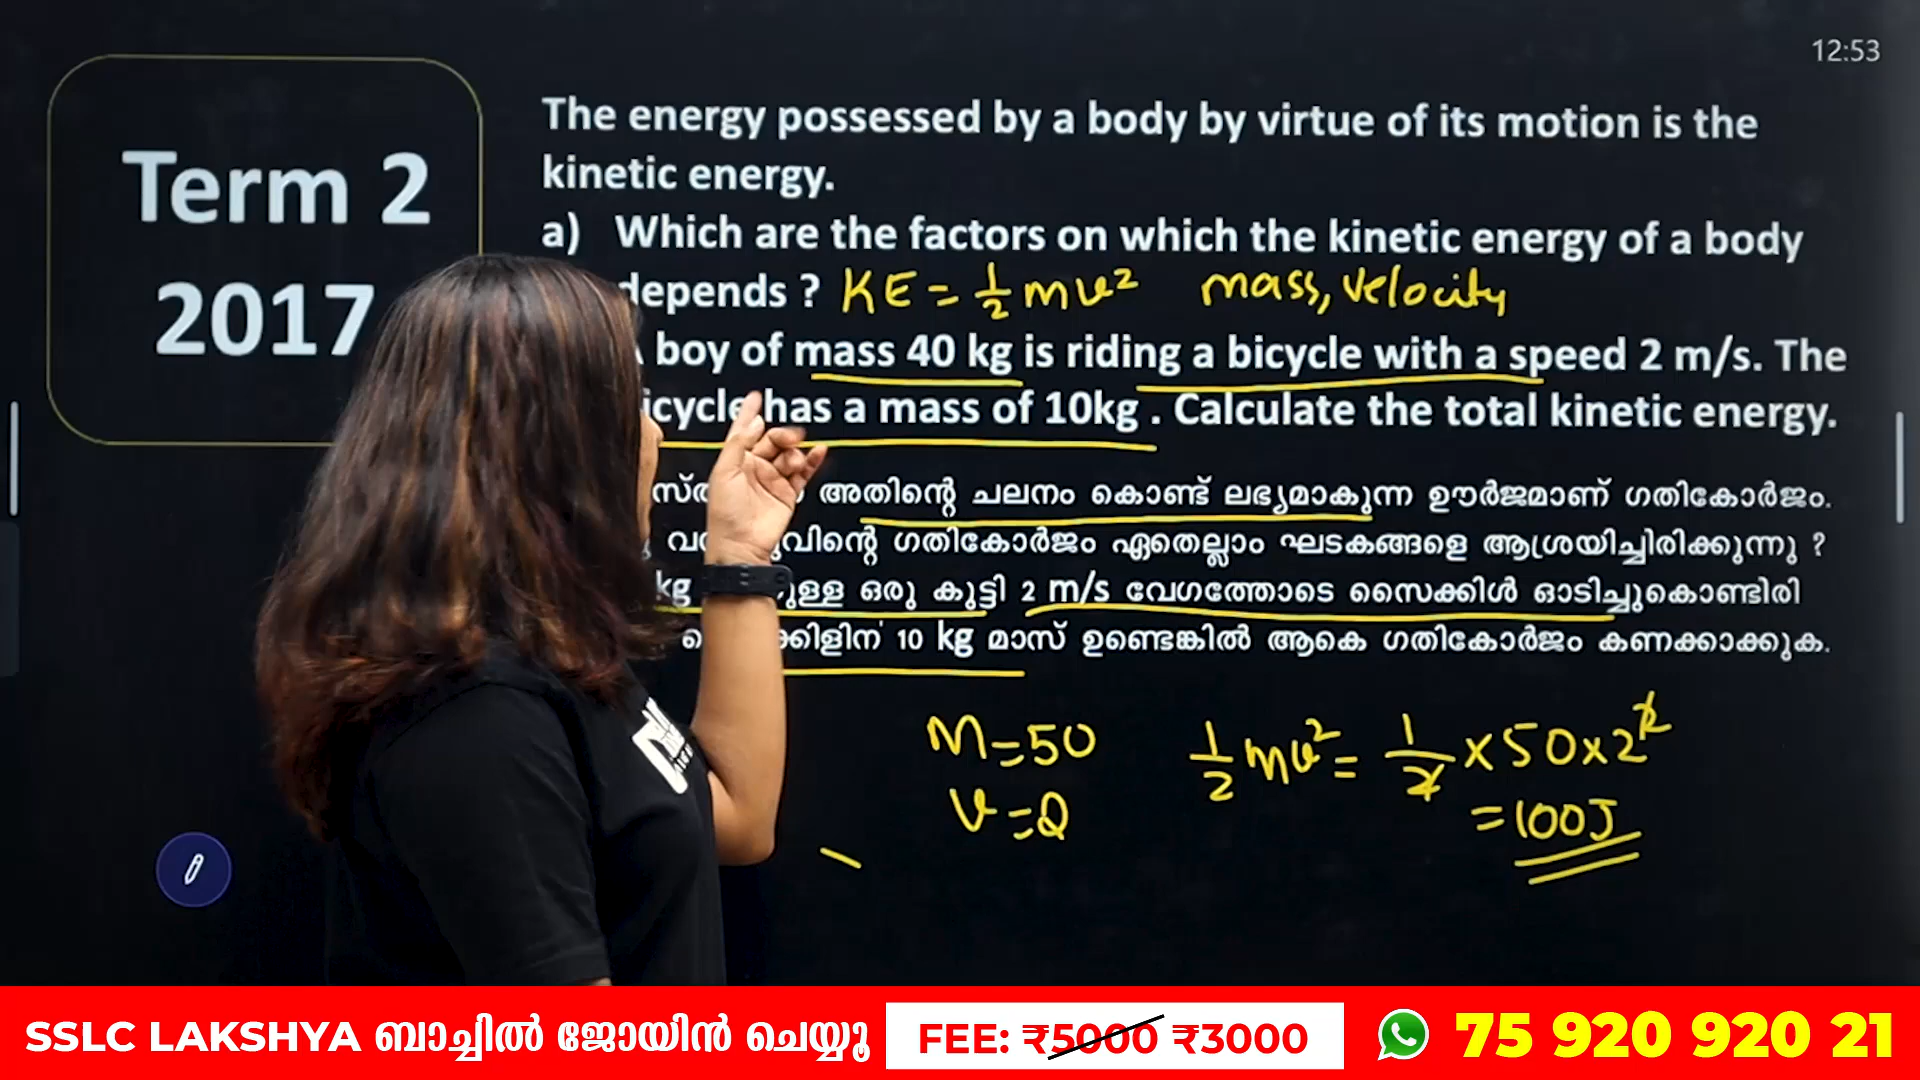 12:53
Term 2
2017
The energy possessed by a body by virtue of its motion is the
kinetic energy.
a) Which are the factors on which the kinetic energy of a body
depends ? KE = 1/2 mv² mass, velocity
boy of mass 40 kg is riding a bicycle with a speed 2 m/s. The
has a mass of 10kg . Calculate the total kinetic energy.
അതിന്റെ ചലനം കൊണ്ട് ലഭ്യമാകുന്ന ഊർജമാണ് ഗതികോർജം.
ഗതികോർജം ഏതെല്ലാം ഘടകങ്ങളെ ആശ്രയിച്ചിരിക്കുന്നു ?
kg ഒരു കുട്ടി 2 m/s വേഗത്തോടെ സൈക്കിൾ ഓടിച്ചുകൊണ്ടിരി
10 kg മാസ് ഉണ്ടെങ്കിൽ ആകെ ഗതികോർജം കണക്കാക്കുക.
M=50 1/2 mv² = 1/2 × 50 × 2²
v=2 = 100J
SSLC LAKSHYA ബാച്ചിൽ ജോയിൻ ചെയ്യൂ FEE: ₹5000 ₹3000 75 920 920 21